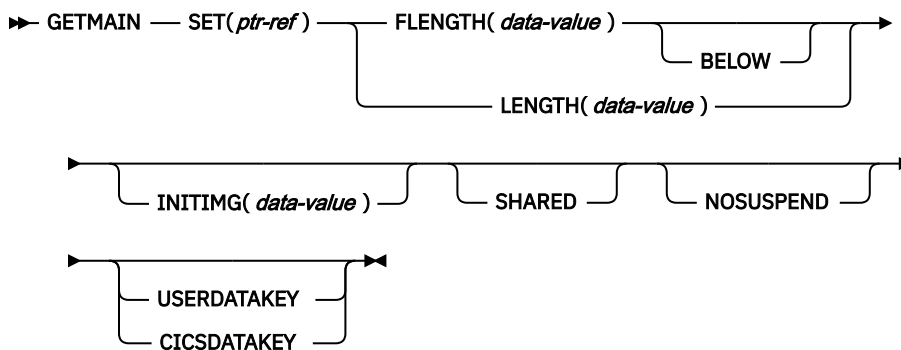 GETMAIN SET( ptr-ref ) FLENGTH( data-value )
BELOW
LENGTH( data-value )
INITIMG( data-value ) SHARED NOSUSPEND
USERDATAKEY
CICSDATAKEY